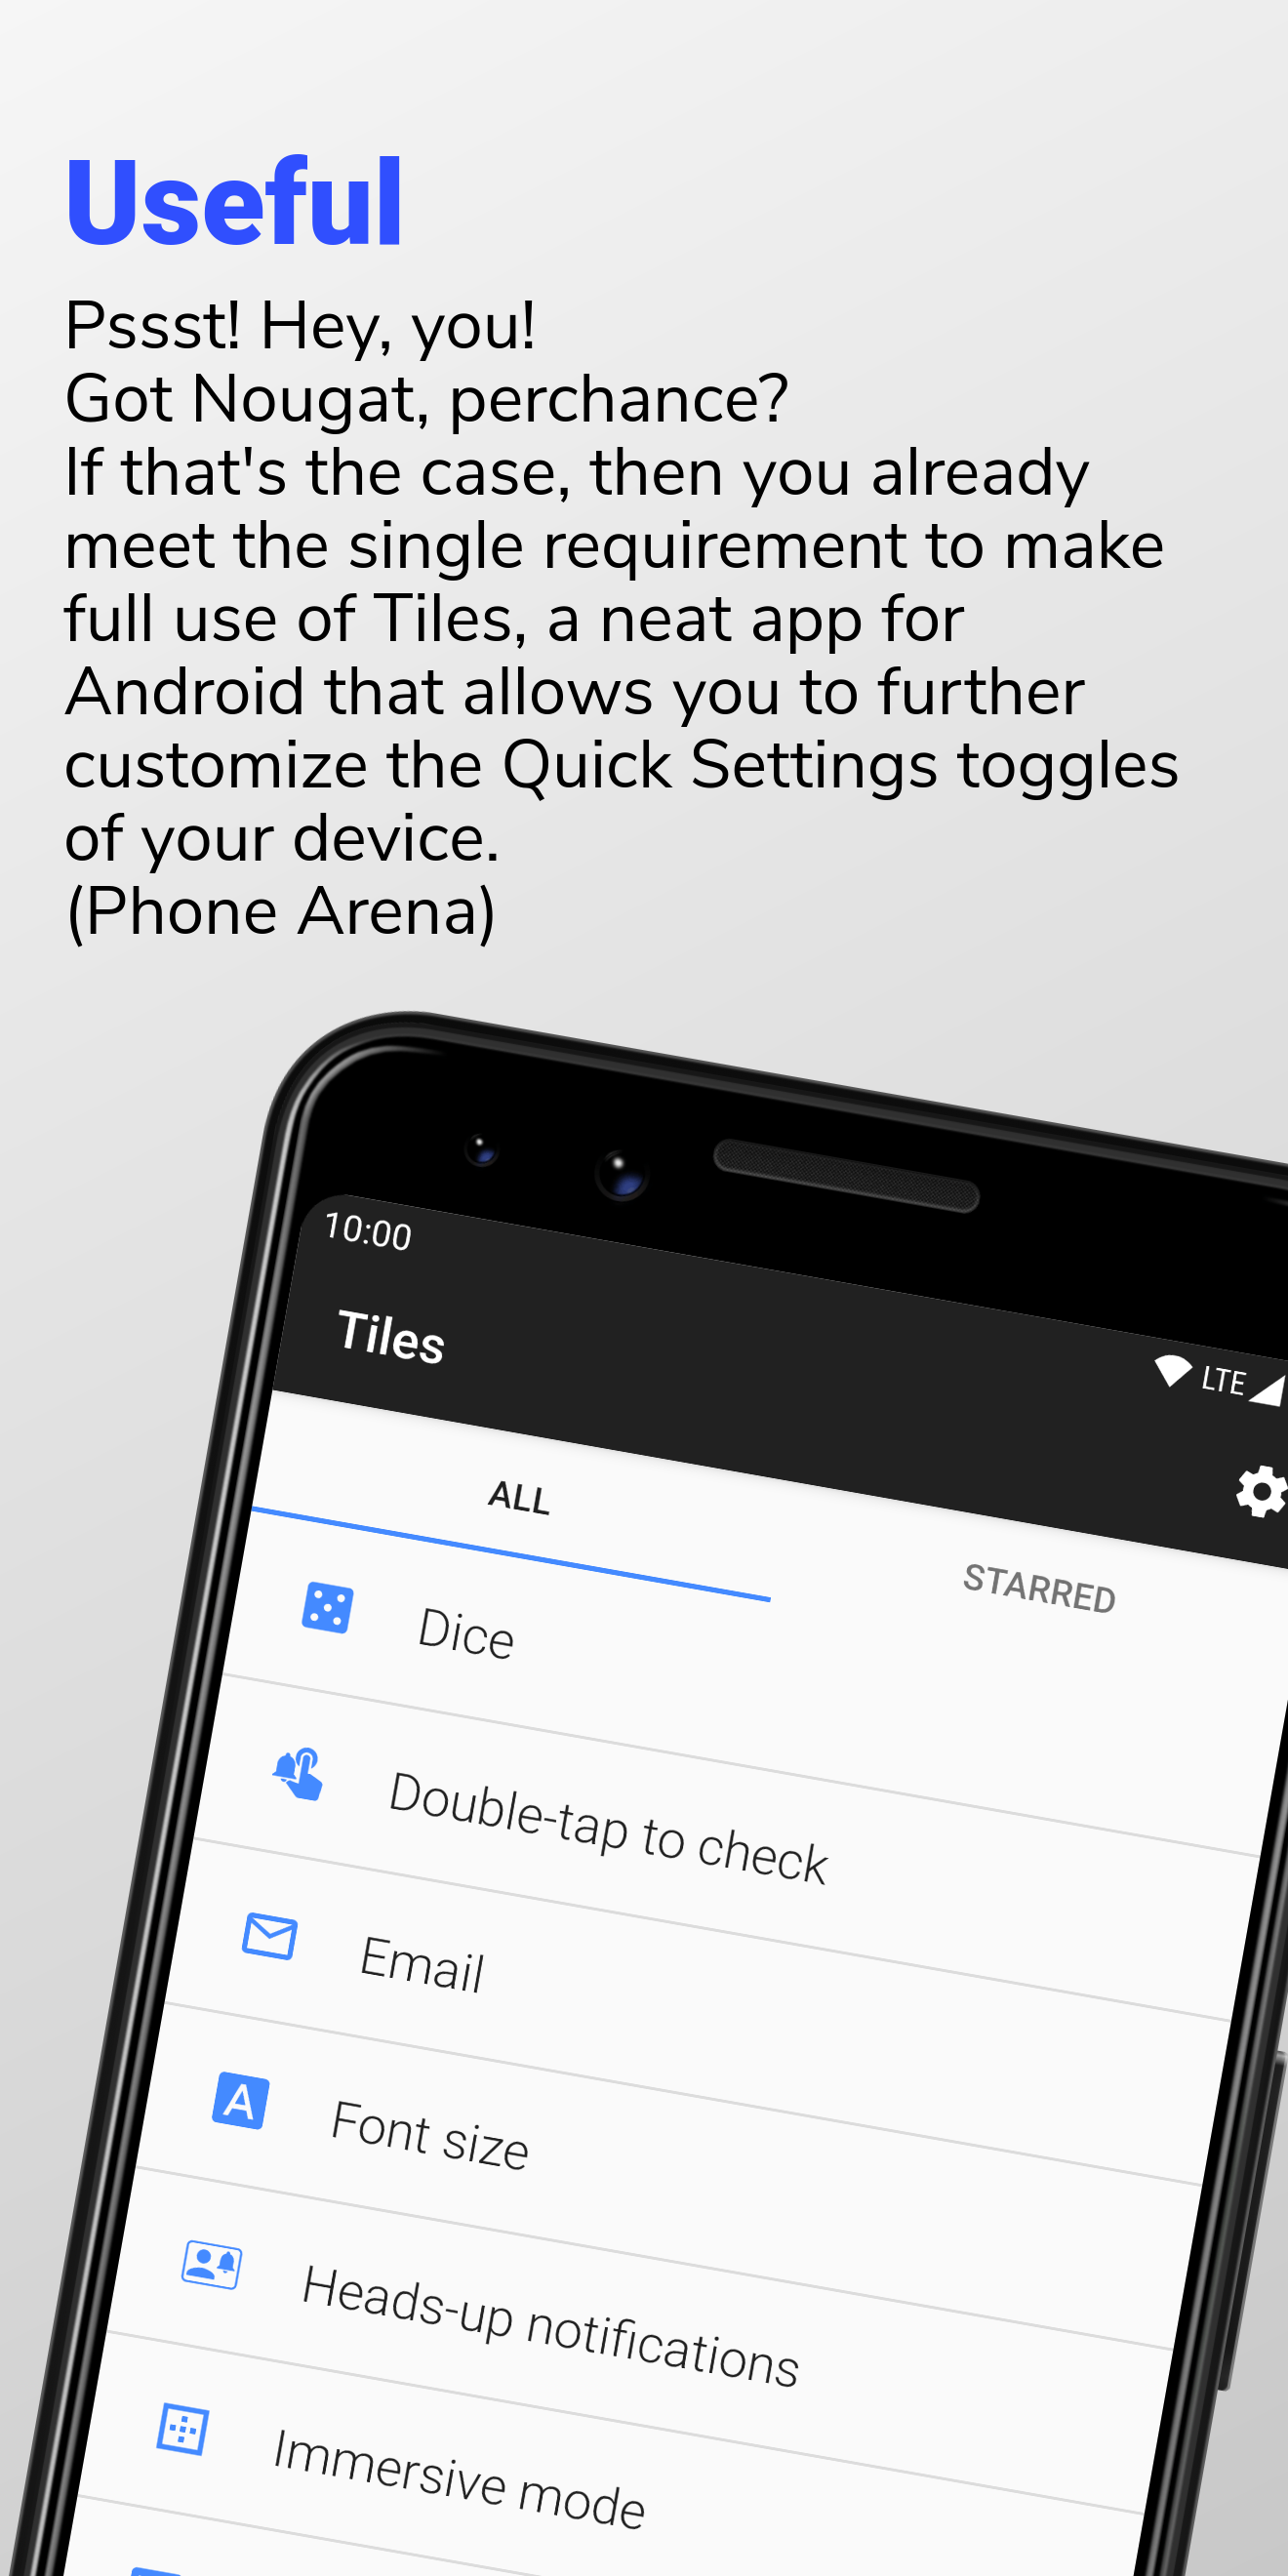 Useful
Pssst! Hey, you!
Got Nougat, perchance?
If that's the case, then you already
meet the single requirement to make
full use of Tiles, a neat app for
Android that allows you to further
customize the Quick Settings toggles
of your device.
(Phone Arena)
10:00
LTE
Tiles
ALL
STARRED
Dice
Double-tap to check
Email
A
Font size
Heads-up notifications
Immersive mode